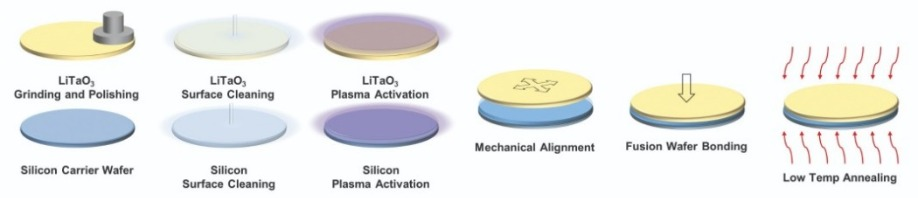 LiTaO₃
Grinding and Polishing
LiTaO₃
Surface Cleaning
LiTaO₃
Plasma Activation
Silicon Carrier Wafer
Silicon
Surface Cleaning
Silicon
Plasma Activation
Mechanical Alignment
Fusion Wafer Bonding
Low Temp Annealing